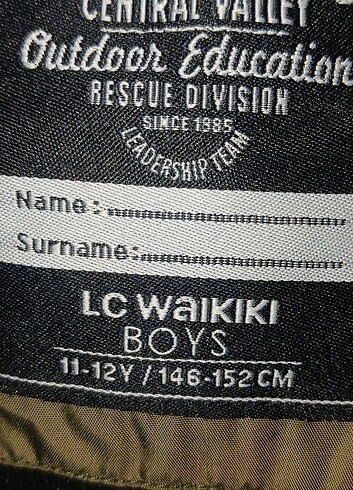 CENTRAL VALLEY
Outdoor Education
RESCUE DIVISION
SINCE 1985
LEADERSHIP TEAM
Name:
Surname:
LC WAIKIKI
BOYS
11-12Y / 146-152 CM